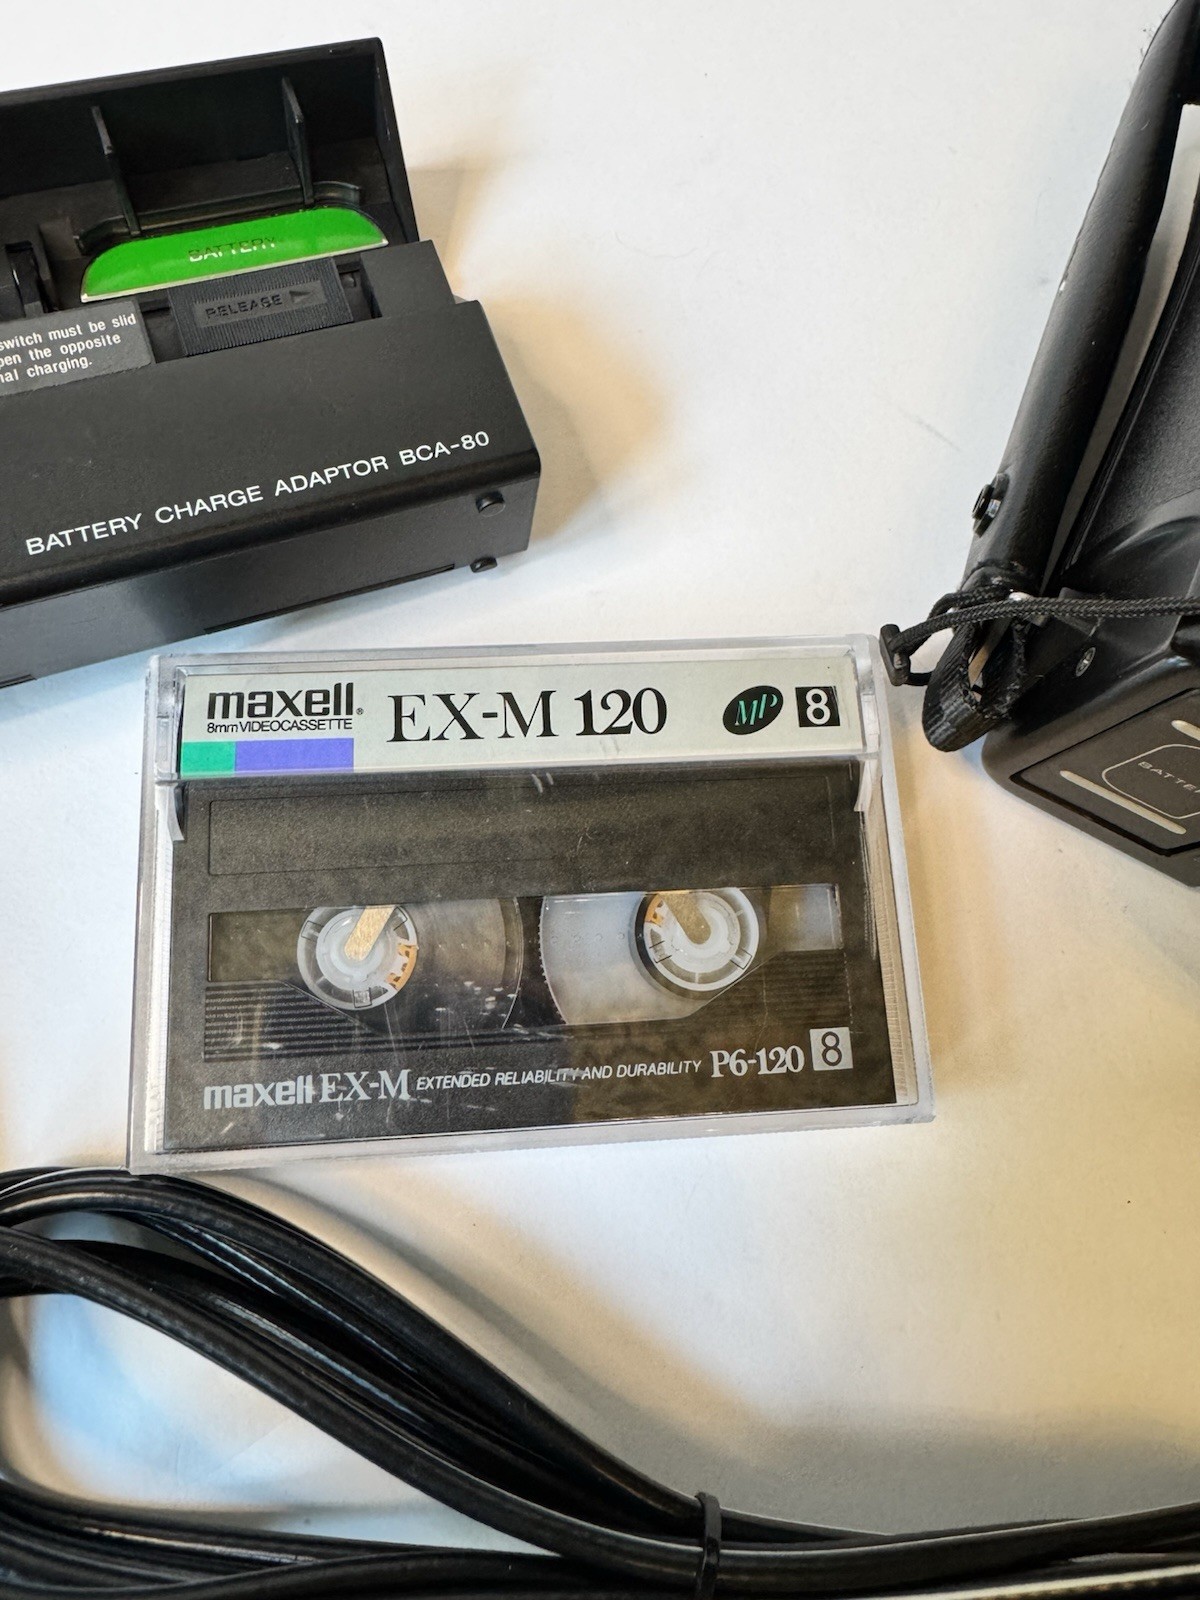 BATTERY
RELEASE
switch must be slid
pen the opposite
nal charging.
BATTERY CHARGE ADAPTOR BCA-80
maxell®
8mm VIDEOCASSETTE
EX-M 120
MP 8
BATTE
maxell EX-M EXTENDED RELIABILITY AND DURABILITY P6-120 8